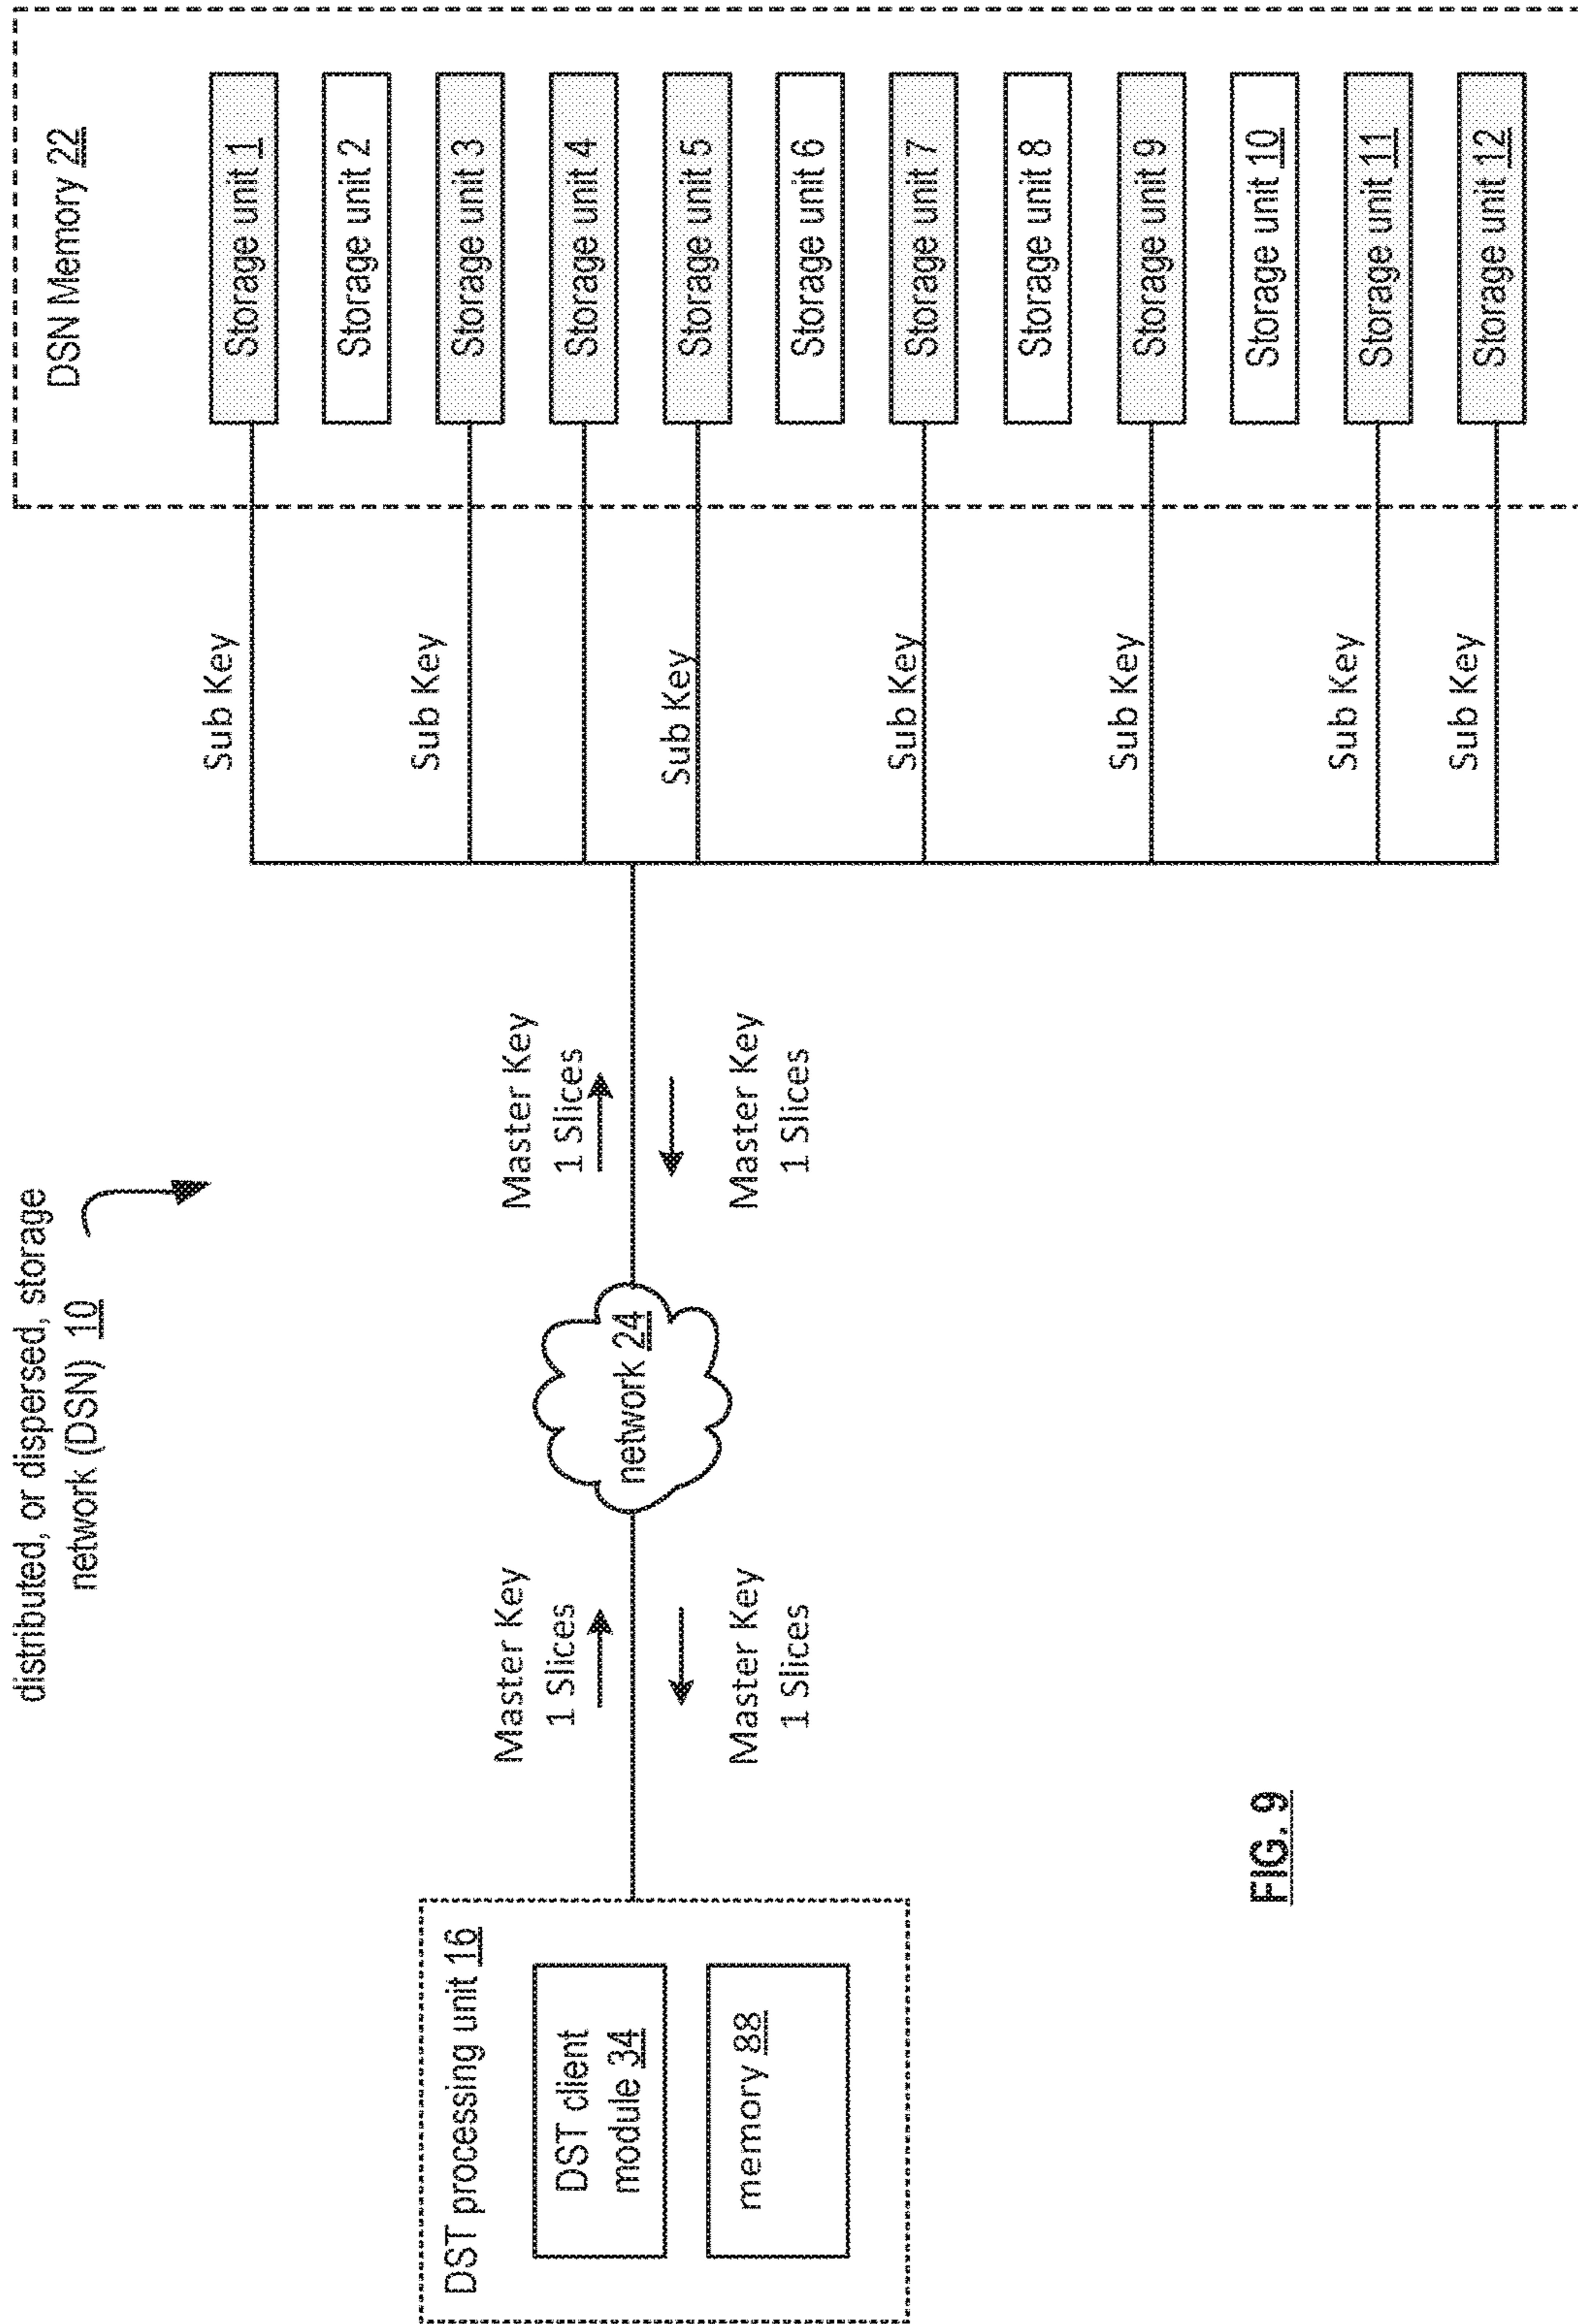 distributed, or dispersed, storage
network (DSN) 10
DST processing unit 16
DST client
module 34
memory 88
Master Key
1 Slices
Master Key
1 Slices
network 24
Master Key
1 Slices
Master Key
1 Slices
Sub Key
Sub Key
Sub Key
Sub Key
Sub Key
Sub Key
Sub Key
DSN Memory 22
Storage unit 1
Storage unit 2
Storage unit 3
Storage unit 4
Storage unit 5
Storage unit 6
Storage unit 7
Storage unit 8
Storage unit 9
Storage unit 10
Storage unit 11
Storage unit 12
FIG. 9